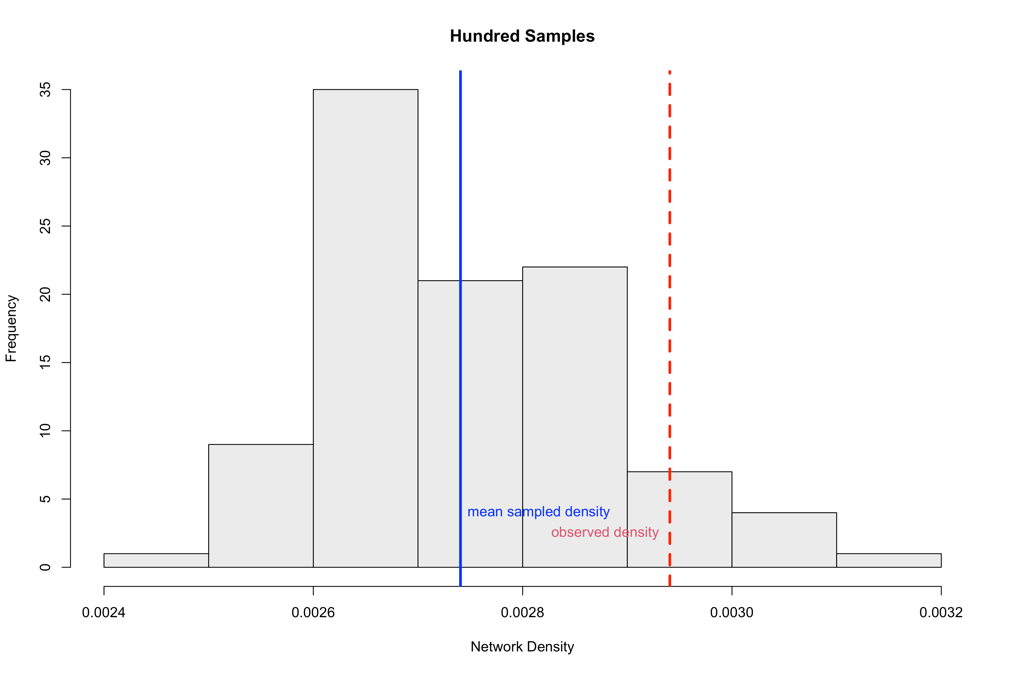 Hundred Samples
35
30
25
20
15
10
5
0
Frequency
mean sampled density
observed density
0.0024 0.0026 0.0028 0.0030 0.0032
Network Density